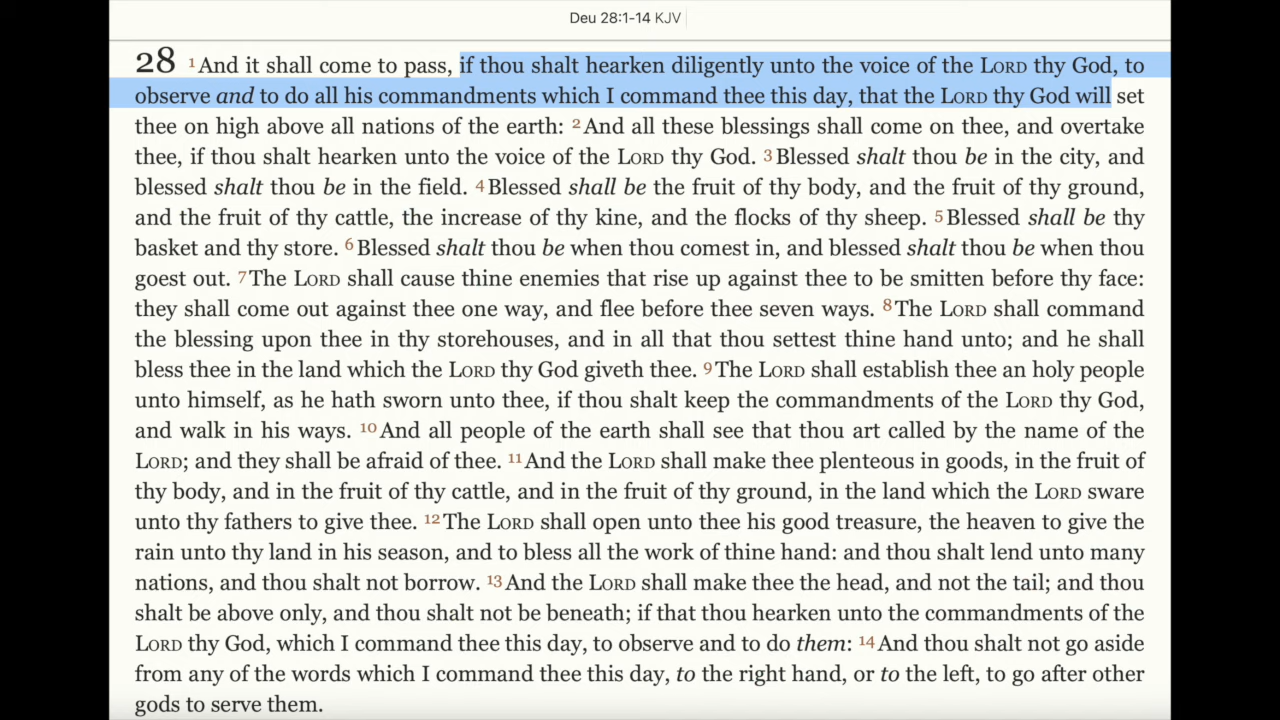 Deu 28:1-14 KJV
28 1 And it shall come to pass, if thou shalt hearken diligently unto the voice of the LORD thy God, to
observe and to do all his commandments which I command thee this day, that the LORD thy God will set
thee on high above all nations of the earth: 2 And all these blessings shall come on thee, and overtake
thee, if thou shalt hearken unto the voice of the LORD thy God. 3 Blessed shalt thou be in the city, and
blessed shalt thou be in the field. 4 Blessed shall be the fruit of thy body, and the fruit of thy ground,
and the fruit of thy cattle, the increase of thy kine, and the flocks of thy sheep. 5 Blessed shall be thy
basket and thy store. 6 Blessed shalt thou be when thou comest in, and blessed shalt thou be when thou
goest out. 7 The LORD shall cause thine enemies that rise up against thee to be smitten before thy face:
they shall come out against thee one way, and flee before thee seven ways. 8 The LORD shall command
the blessing upon thee in thy storehouses, and in all that thou settest thine hand unto; and he shall
bless thee in the land which the LORD thy God giveth thee. 9 The LORD shall establish thee an holy people
unto himself, as he hath sworn unto thee, if thou shalt keep the commandments of the LORD thy God,
and walk in his ways. 10 And all people of the earth shall see that thou art called by the name of the
LORD; and they shall be afraid of thee. 11 And the LORD shall make thee plenteous in goods, in the fruit of
thy body, and in the fruit of thy cattle, and in the fruit of thy ground, in the land which the LORD sware
unto thy fathers to give thee. 12 The LORD shall open unto thee his good treasure, the heaven to give the
rain unto thy land in his season, and to bless all the work of thine hand: and thou shalt lend unto many
nations, and thou shalt not borrow. 13 And the LORD shall make thee the head, and not the tail; and thou
shalt be above only, and thou shalt not be beneath; if that thou hearken unto the commandments of the
LORD thy God, which I command thee this day, to observe and to do them: 14 And thou shalt not go aside
from any of the words which I command thee this day, to the right hand, or to the left, to go after other
gods to serve them.